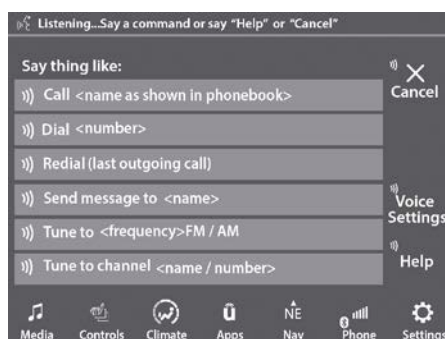 Listening...Say a command or say “Help” or “Cancel”
Say thing like:
Cancel
Call <name as shown in phonebook>
Dial <number>
Redial (last outgoing call)
Send message to <name>
Voice
Settings
Tune to <frequency>FM / AM
Tune to channel <name / number>
Help
NE
Media Controls Climate Apps Nav Phone Settings